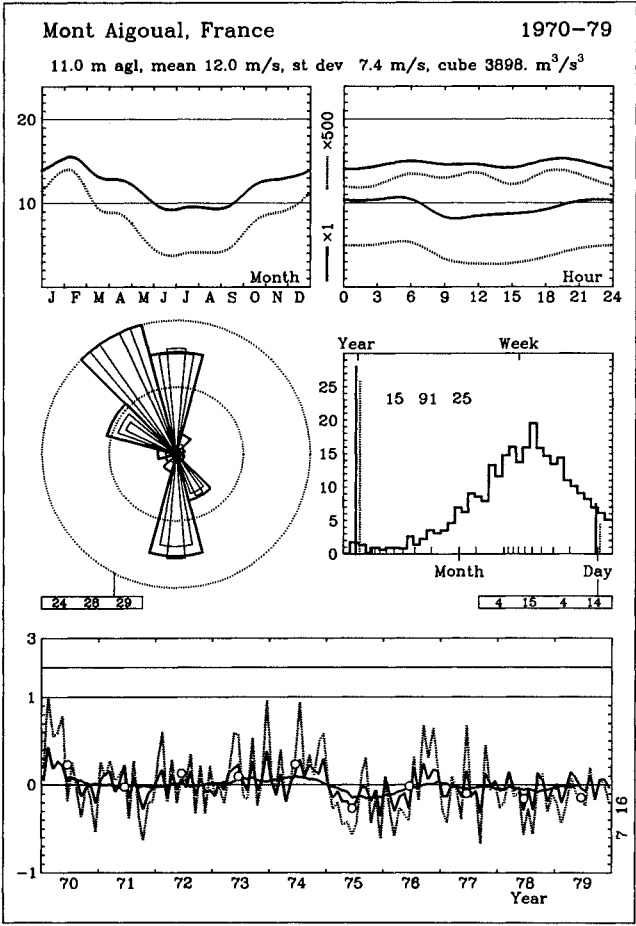 Mont Aigoual, France 1970-79
11.0 m agl, mean 12.0 m/s, st dev 7.4 m/s, cube 3898. m³/s³
20
10
Month
J F M A M J J A S O N D
×1 ×500
Hour
0 3 6 9 12 15 18 21 24
24 28 29
Year Week
25
20
15
10
5
0
15 91 25
Month Day
4 15 4 14
3
1
0
-1
70 71 72 73 74 75 76 77 78 79
Year
7 16